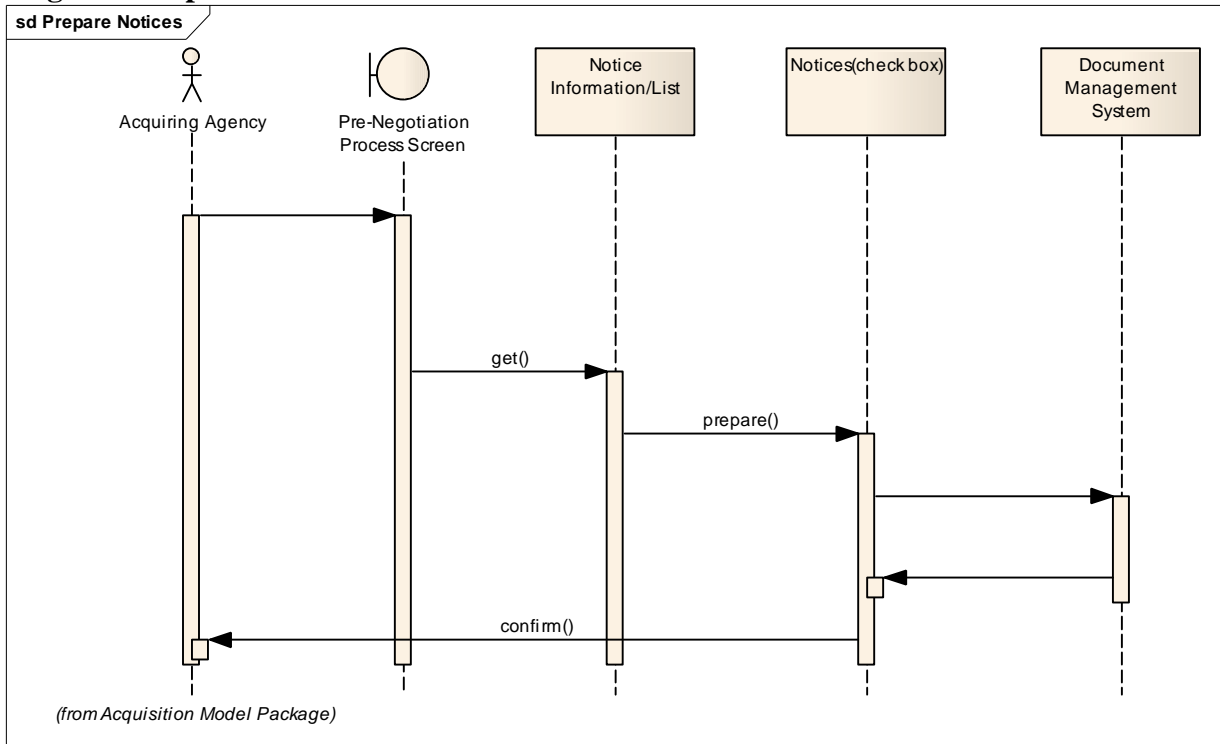 sd Prepare Notices
Acquiring Agency
Pre-Negotiation
Process Screen
Notice
Information/List
Notices(check box)
Document
Management
System
get()
prepare()
confirm()
(from Acquisition Model Package)